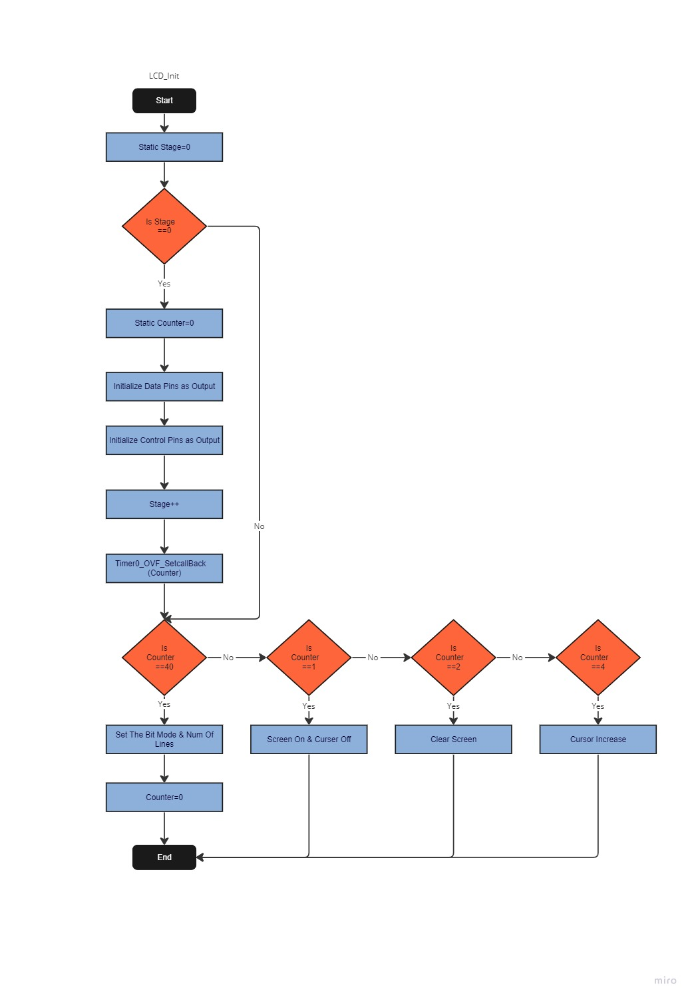 LCD_Init
Start
Static Stage=0
Is Stage
==0
Yes
Static Counter=0
Initialize Data Pins as Output
Initialize Control Pins as Output
Stage++
No
Timer0_OVF_SetcallBack
(Counter)
Is
Counter
==40
No
Is
Counter
==1
No
Is
Counter
==2
No
Is
Counter
==4
Yes
Yes
Yes
Yes
Set The Bit Mode & Num Of
Lines
Screen On & Curser Off
Clear Screen
Cursor Increase
Counter=0
End
miro